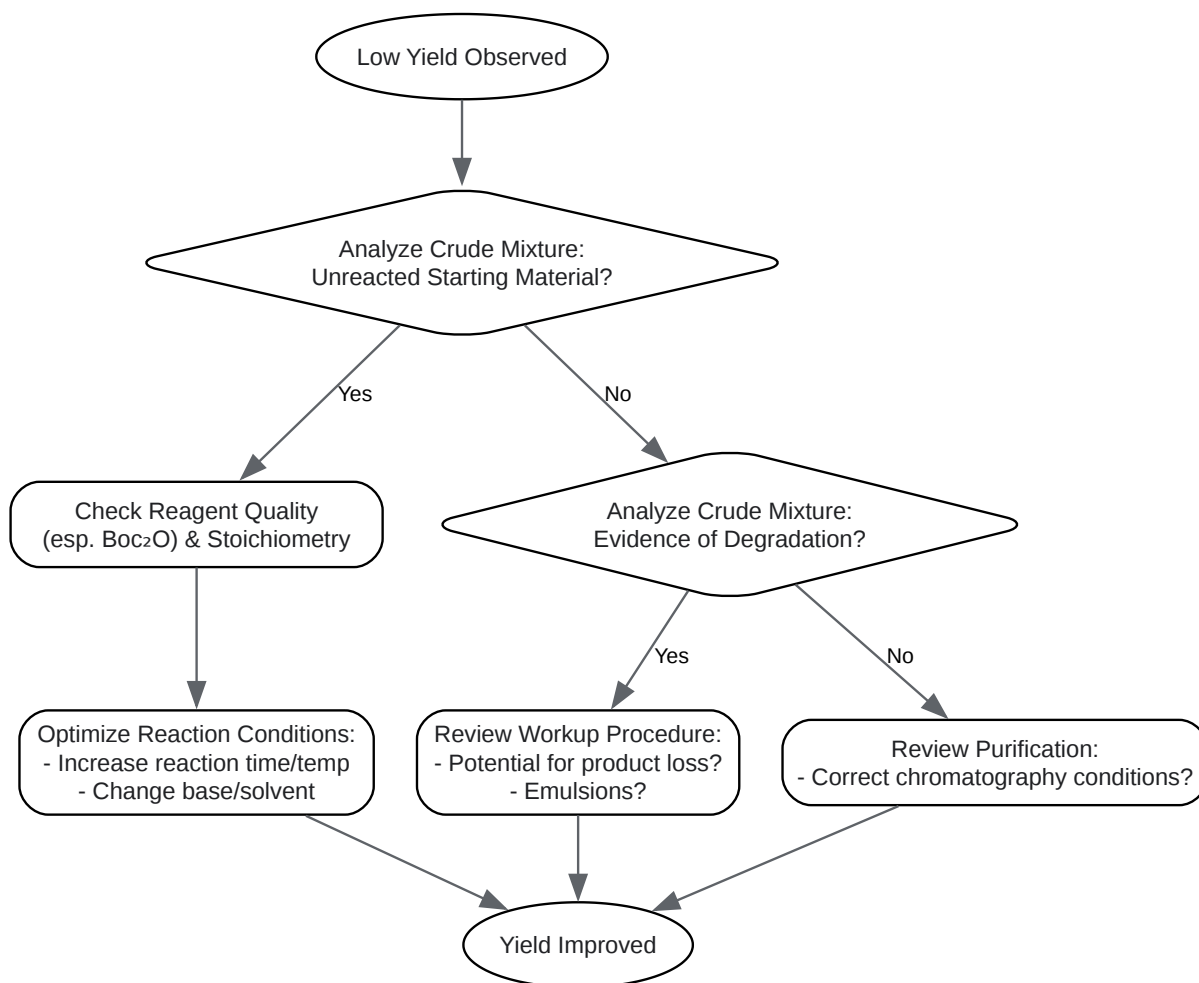 Low Yield Observed
Analyze Crude Mixture:
Unreacted Starting Material?
Yes
No
Check Reagent Quality
(esp. Boc₂O) & Stoichiometry
Analyze Crude Mixture:
Evidence of Degradation?
Yes
No
Optimize Reaction Conditions:
- Increase reaction time/temp
- Change base/solvent
Review Workup Procedure:
- Potential for product loss?
- Emulsions?
Review Purification:
- Correct chromatography conditions?
Yield Improved